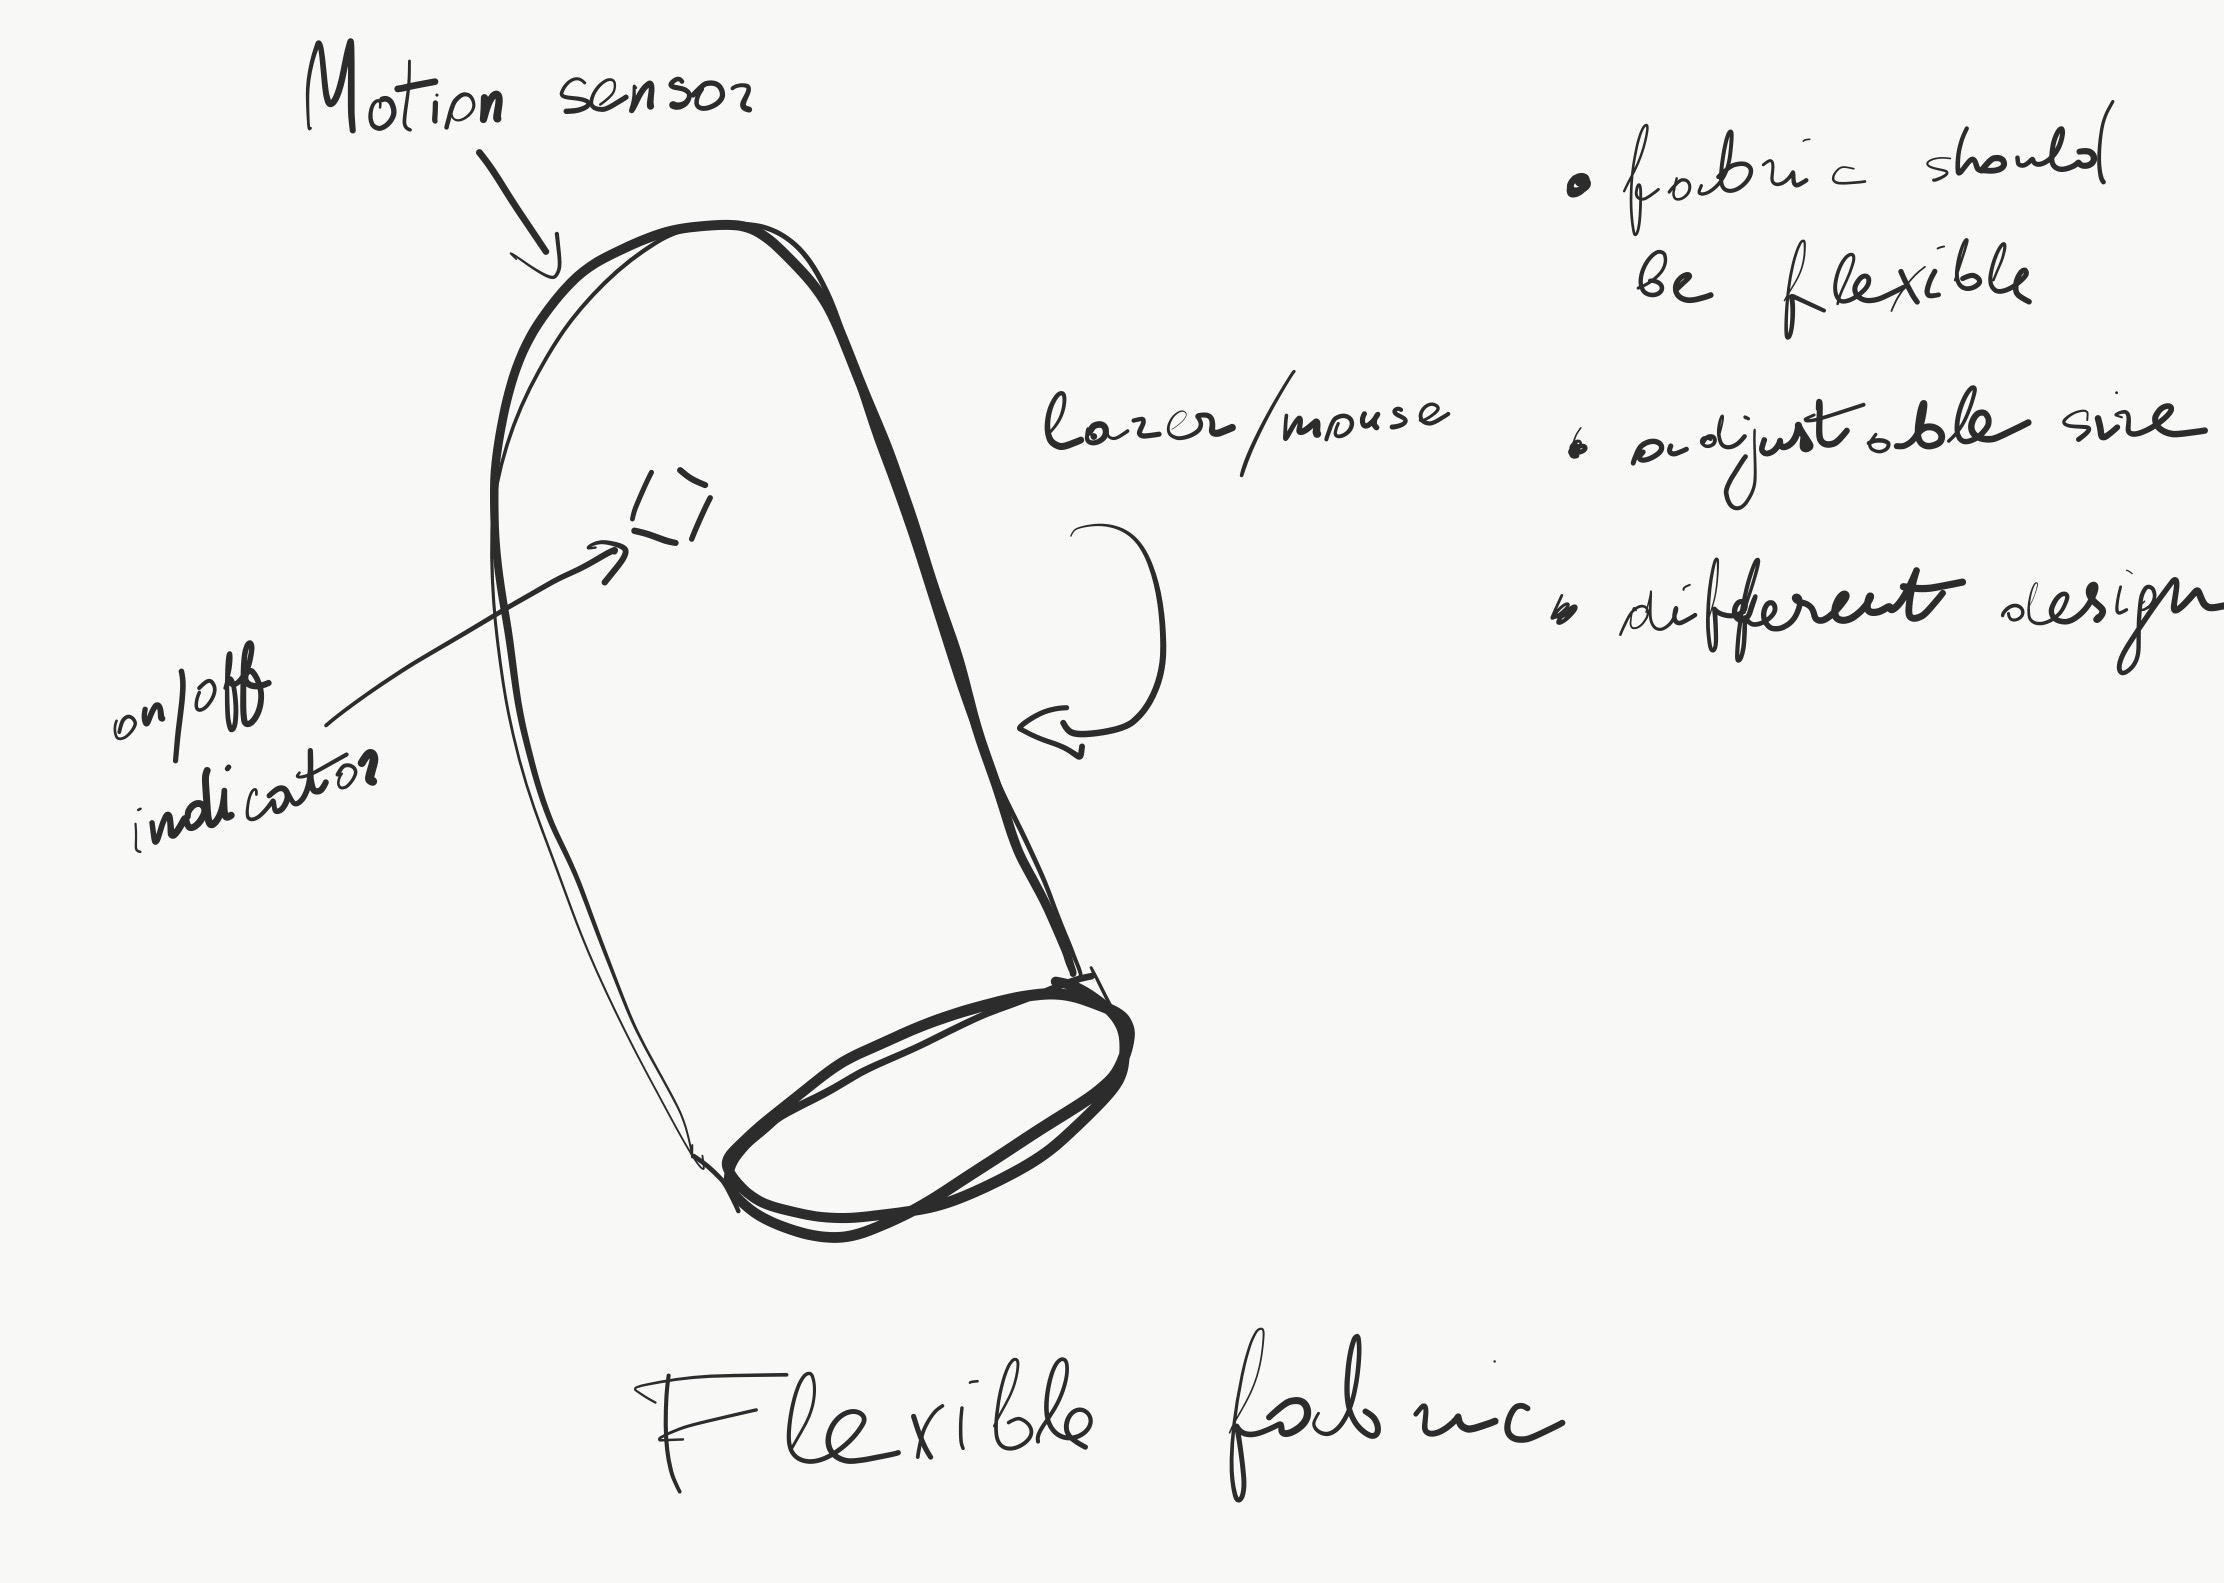 Motion sensor
• fabric should
be flexible
lazer/mouse
• adjustable size
• different design
on/off
indicator
Flexible fabric